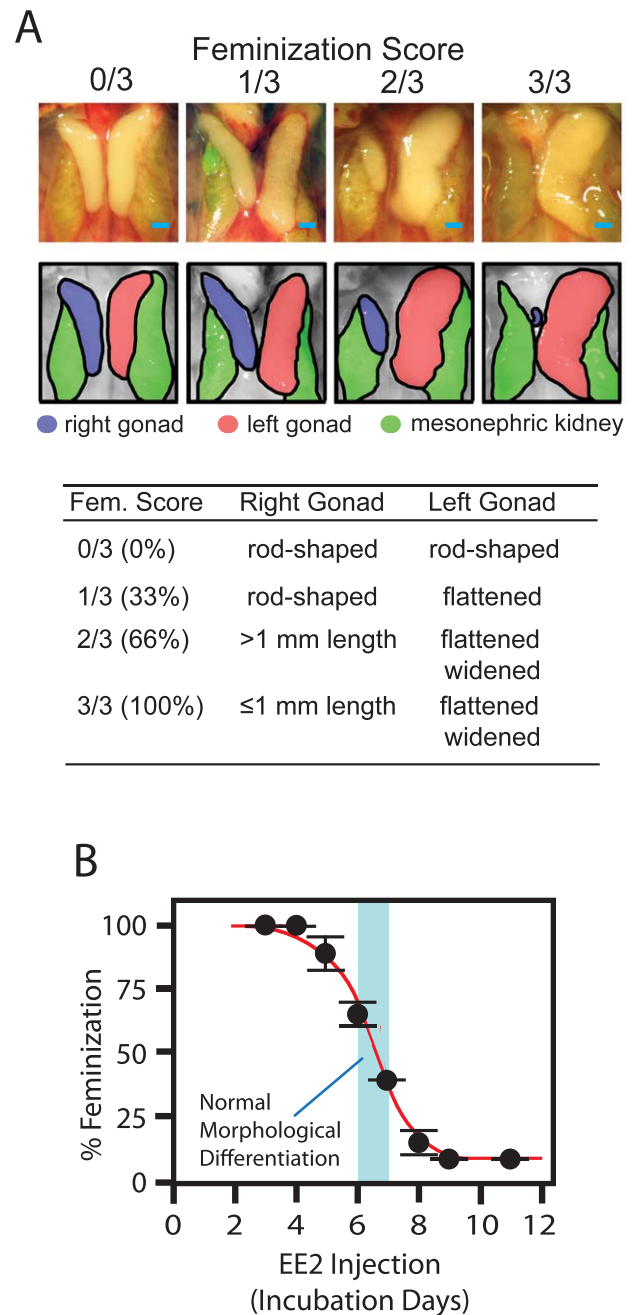 A
Feminization Score
0/3 1/3 2/3 3/3
right gonad left gonad mesonephric kidney
Fem. Score Right Gonad Left Gonad
0/3 (0%) rod-shaped rod-shaped
1/3 (33%) rod-shaped flattened
2/3 (66%) >1 mm length flattened
widened
3/3 (100%) ≤1 mm length flattened
widened
B
100
75
50
25
0
% Feminization
Normal
Morphological
Differentiation
0 2 4 6 8 10 12
EE2 Injection
(Incubation Days)